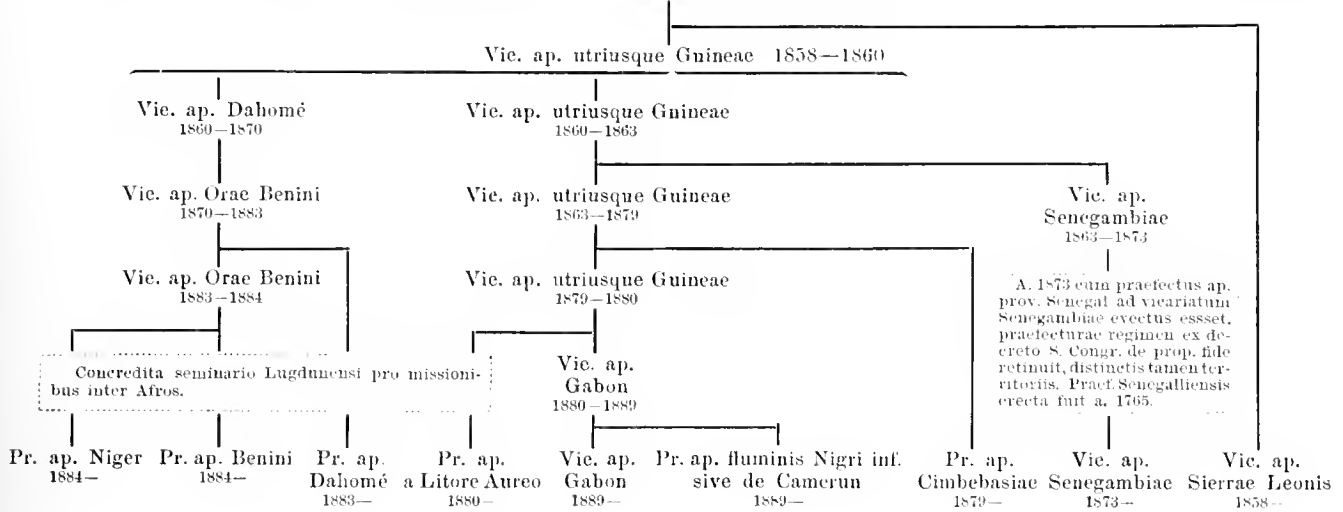 Vic. ap. utriusque Guineae 1858—1860
Vic. ap. Dahomé
1860—1870
Vic. ap. utriusque Guineae
1860—1863
Vic. ap. Orae Benini
1870—1883
Vic. ap. utriusque Guineae
1863—1879
Vic. ap.
Senegambiae
1863—1873
Vic. ap. Orae Benini
1883—1884
Vic. ap. utriusque Guineae
1879—1880
A. 1873 cum praefectus ap.
prov. Senegal ad vicariatum
Senegambiae evectus essset,
praefecturae regimen ex de-
creto S. Congr. de prop. fide
retinuit, distinctis tamen ter-
ritoriis. Praef. Senegalliensis
erecta fuit a. 1765.
Concredita seminario Lugdunensi pro missioni-
bus inter Afros.
Vic. ap.
Gabon
1880—1889
Pr. ap. Niger
1884—
Pr. ap. Benini
1884—
Pr. ap.
Dahomé
1883—
Pr. ap.
a Litore Aureo
1880—
Vic. ap.
Gabon
1889—
Pr. ap. fluminis Nigri inf.
sive de Camerun
1889—
Pr. ap.
Cimbebasiae
1879—
Vic. ap.
Senegambiae
1873—
Vic. ap.
Sierrae Leonis
1858—